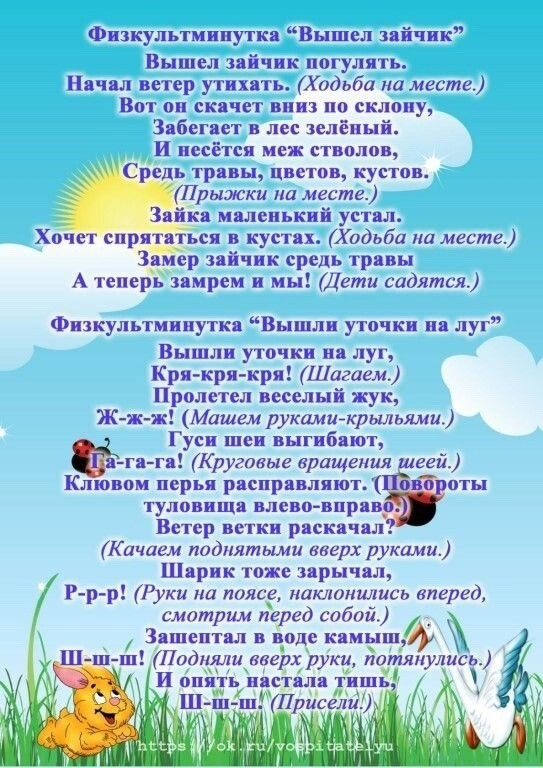 Физкультминутка “Вышел зайчик”
Вышел зайчик погулять.
Начал ветер утихать. (Ходьба на месте.)
Вот он скачет вниз по склону,
Забегает в лес зелёный.
И несётся меж стволов,
Средь травы, цветов, кустов.
(Прыжки на месте.)
Зайка маленький устал.
Хочет спрятаться в кустах. (Ходьба на месте.)
Замер зайчик средь травы
А теперь замрем и мы! (Дети садятся.)
Физкультминутка “Вышли уточки на луг”
Вышли уточки на луг,
Кря-кря-кря! (Шагаем.)
Пролетел веселый жук,
Ж-ж-ж! (Машем руками-крыльями.)
Гуси шеи выгибают,
Га-га-га! (Круговые вращения шеей.)
Клювом перья расправляют. (Повороты
туловища влево-вправо.)
Ветер ветки раскачал?
(Качаем поднятыми вверх руками.)
Шарик тоже зарычал,
Р-р-р! (Руки на поясе, наклонились вперед,
смотрим перед собой.)
Зашептал в воде камыш,
Ш-ш-ш! (Подняли вверх руки, потянулись.)
И опять настала тишь,
Ш-ш-ш. (Присели.)
https://ok.ru/vospitatelyu